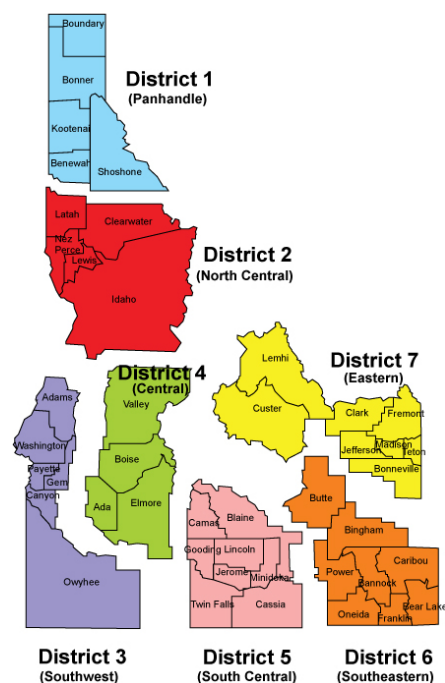 Boundary
Bonner
District 1
(Panhandle)
Kootenai
Benewah
Shoshone
Latah
Clearwater
Nez
Perce
Lewis
District 2
(North Central)
Idaho
District 4
(Central)
Valley
Adams
Washington
Payette
Gem
Canyon
Boise
Ada
Elmore
Owyhee
District 3
(Southwest)
Lemhi
District 7
(Eastern)
Custer
Clark
Fremont
Jefferson
Madison
Teton
Bonneville
Blaine
Camas
Gooding
Lincoln
Jerome
Minidoka
Twin Falls
Cassia
District 5
(South Central)
Butte
Bingham
Caribou
Power
Bannock
Bear Lake
Oneida
Franklin
District 6
(Southeastern)